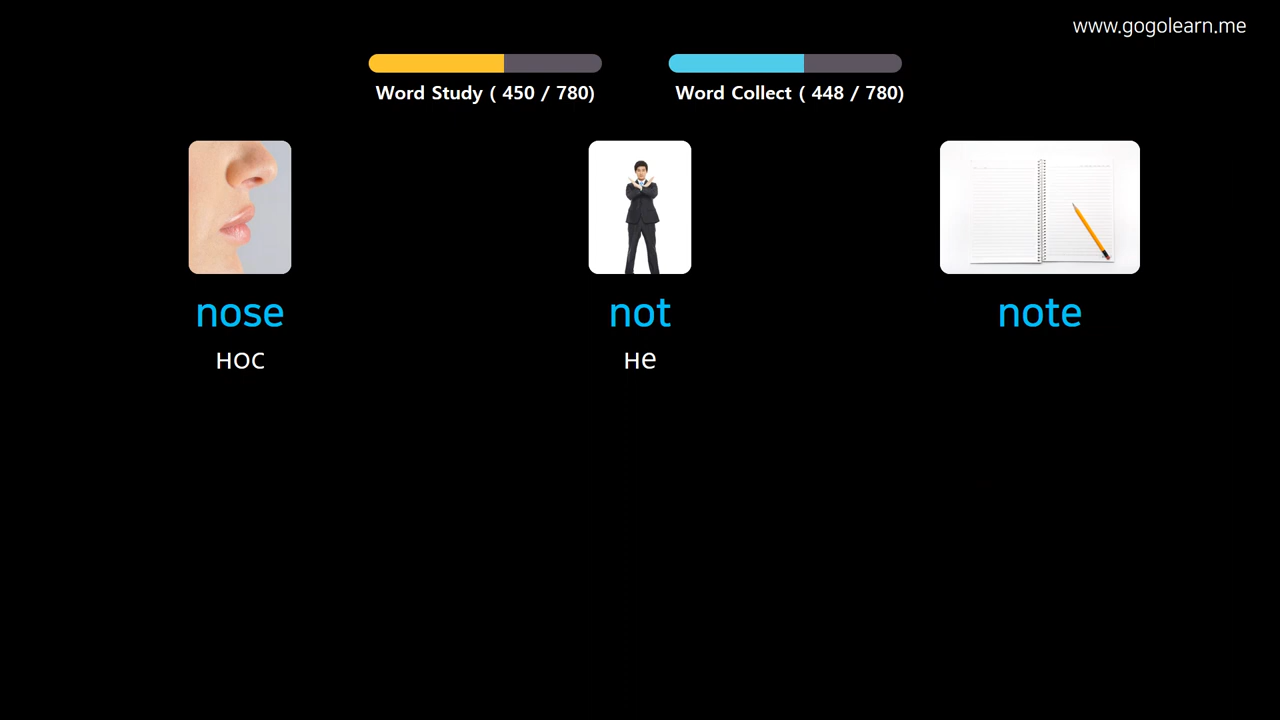 www.gogolearn.me
Word Study ( 450 / 780)
Word Collect ( 448 / 780)
nose
not
note
нос
не